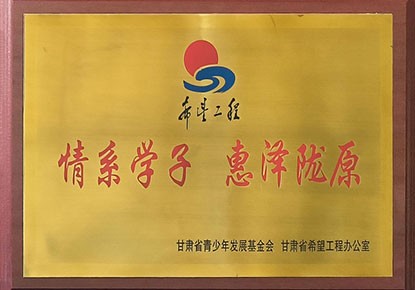 希望工程
情系学子 惠泽陇原
甘肃省青少年发展基金会 甘肃省希望工程办公室